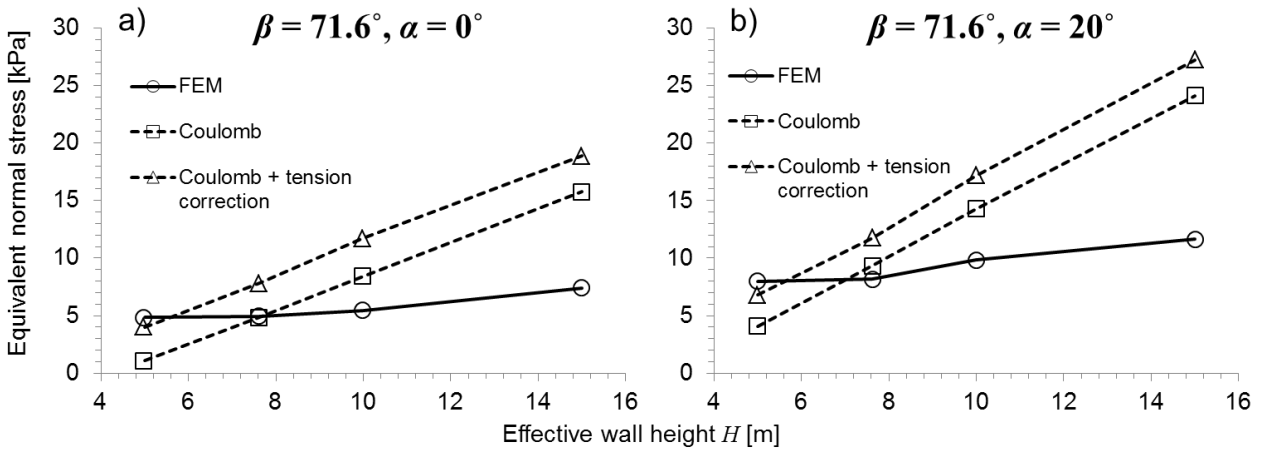 a)
β = 71.6°, α = 0°
b)
β = 71.6°, α = 20°
Equivalent normal stress [kPa]
30
25
20
15
10
5
0
FEM
Coulomb
Coulomb + tension
correction
4 6 8 10 12 14 16
30
25
20
15
10
5
0
FEM
Coulomb
Coulomb + tension
correction
4 6 8 10 12 14 16
Effective wall height H [m]